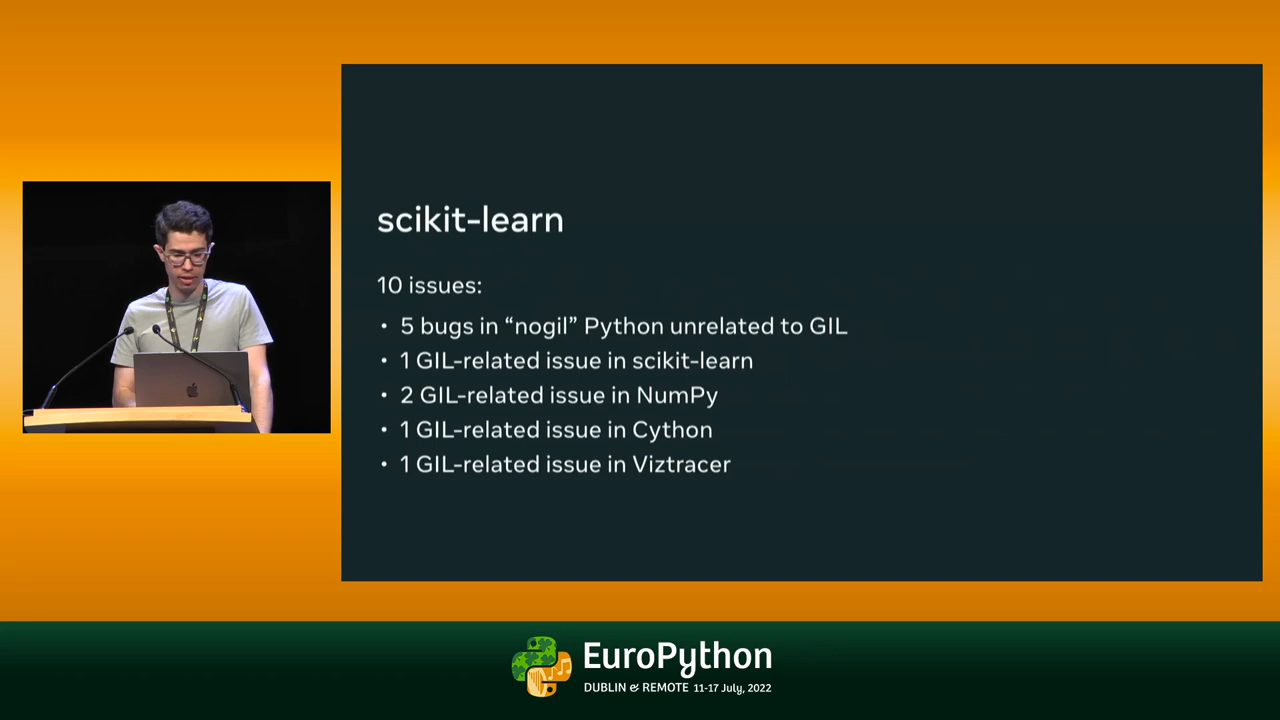 scikit-learn
10 issues:
• 5 bugs in “nogil” Python unrelated to GIL
• 1 GIL-related issue in scikit-learn
• 2 GIL-related issue in NumPy
• 1 GIL-related issue in Cython
• 1 GIL-related issue in Viztracer
EuroPython
DUBLIN & REMOTE 11-17 July, 2022